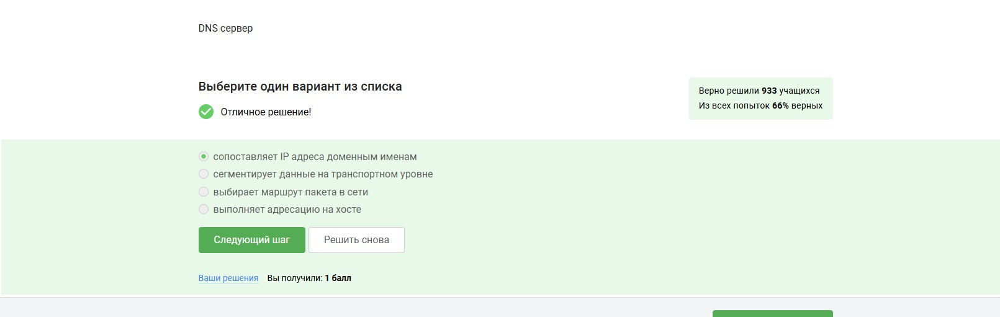 DNS сервер
Выберите один вариант из списка
Отличное решение!
Верно решили 933 учащихся
Из всех попыток 66% верных
сопоставляет IP адреса доменным именам
сегментирует данные на транспортном уровне
выбирает маршрут пакета в сети
выполняет адресацию на хосте
Следующий шаг
Решить снова
Ваши решения Вы получили: 1 балл